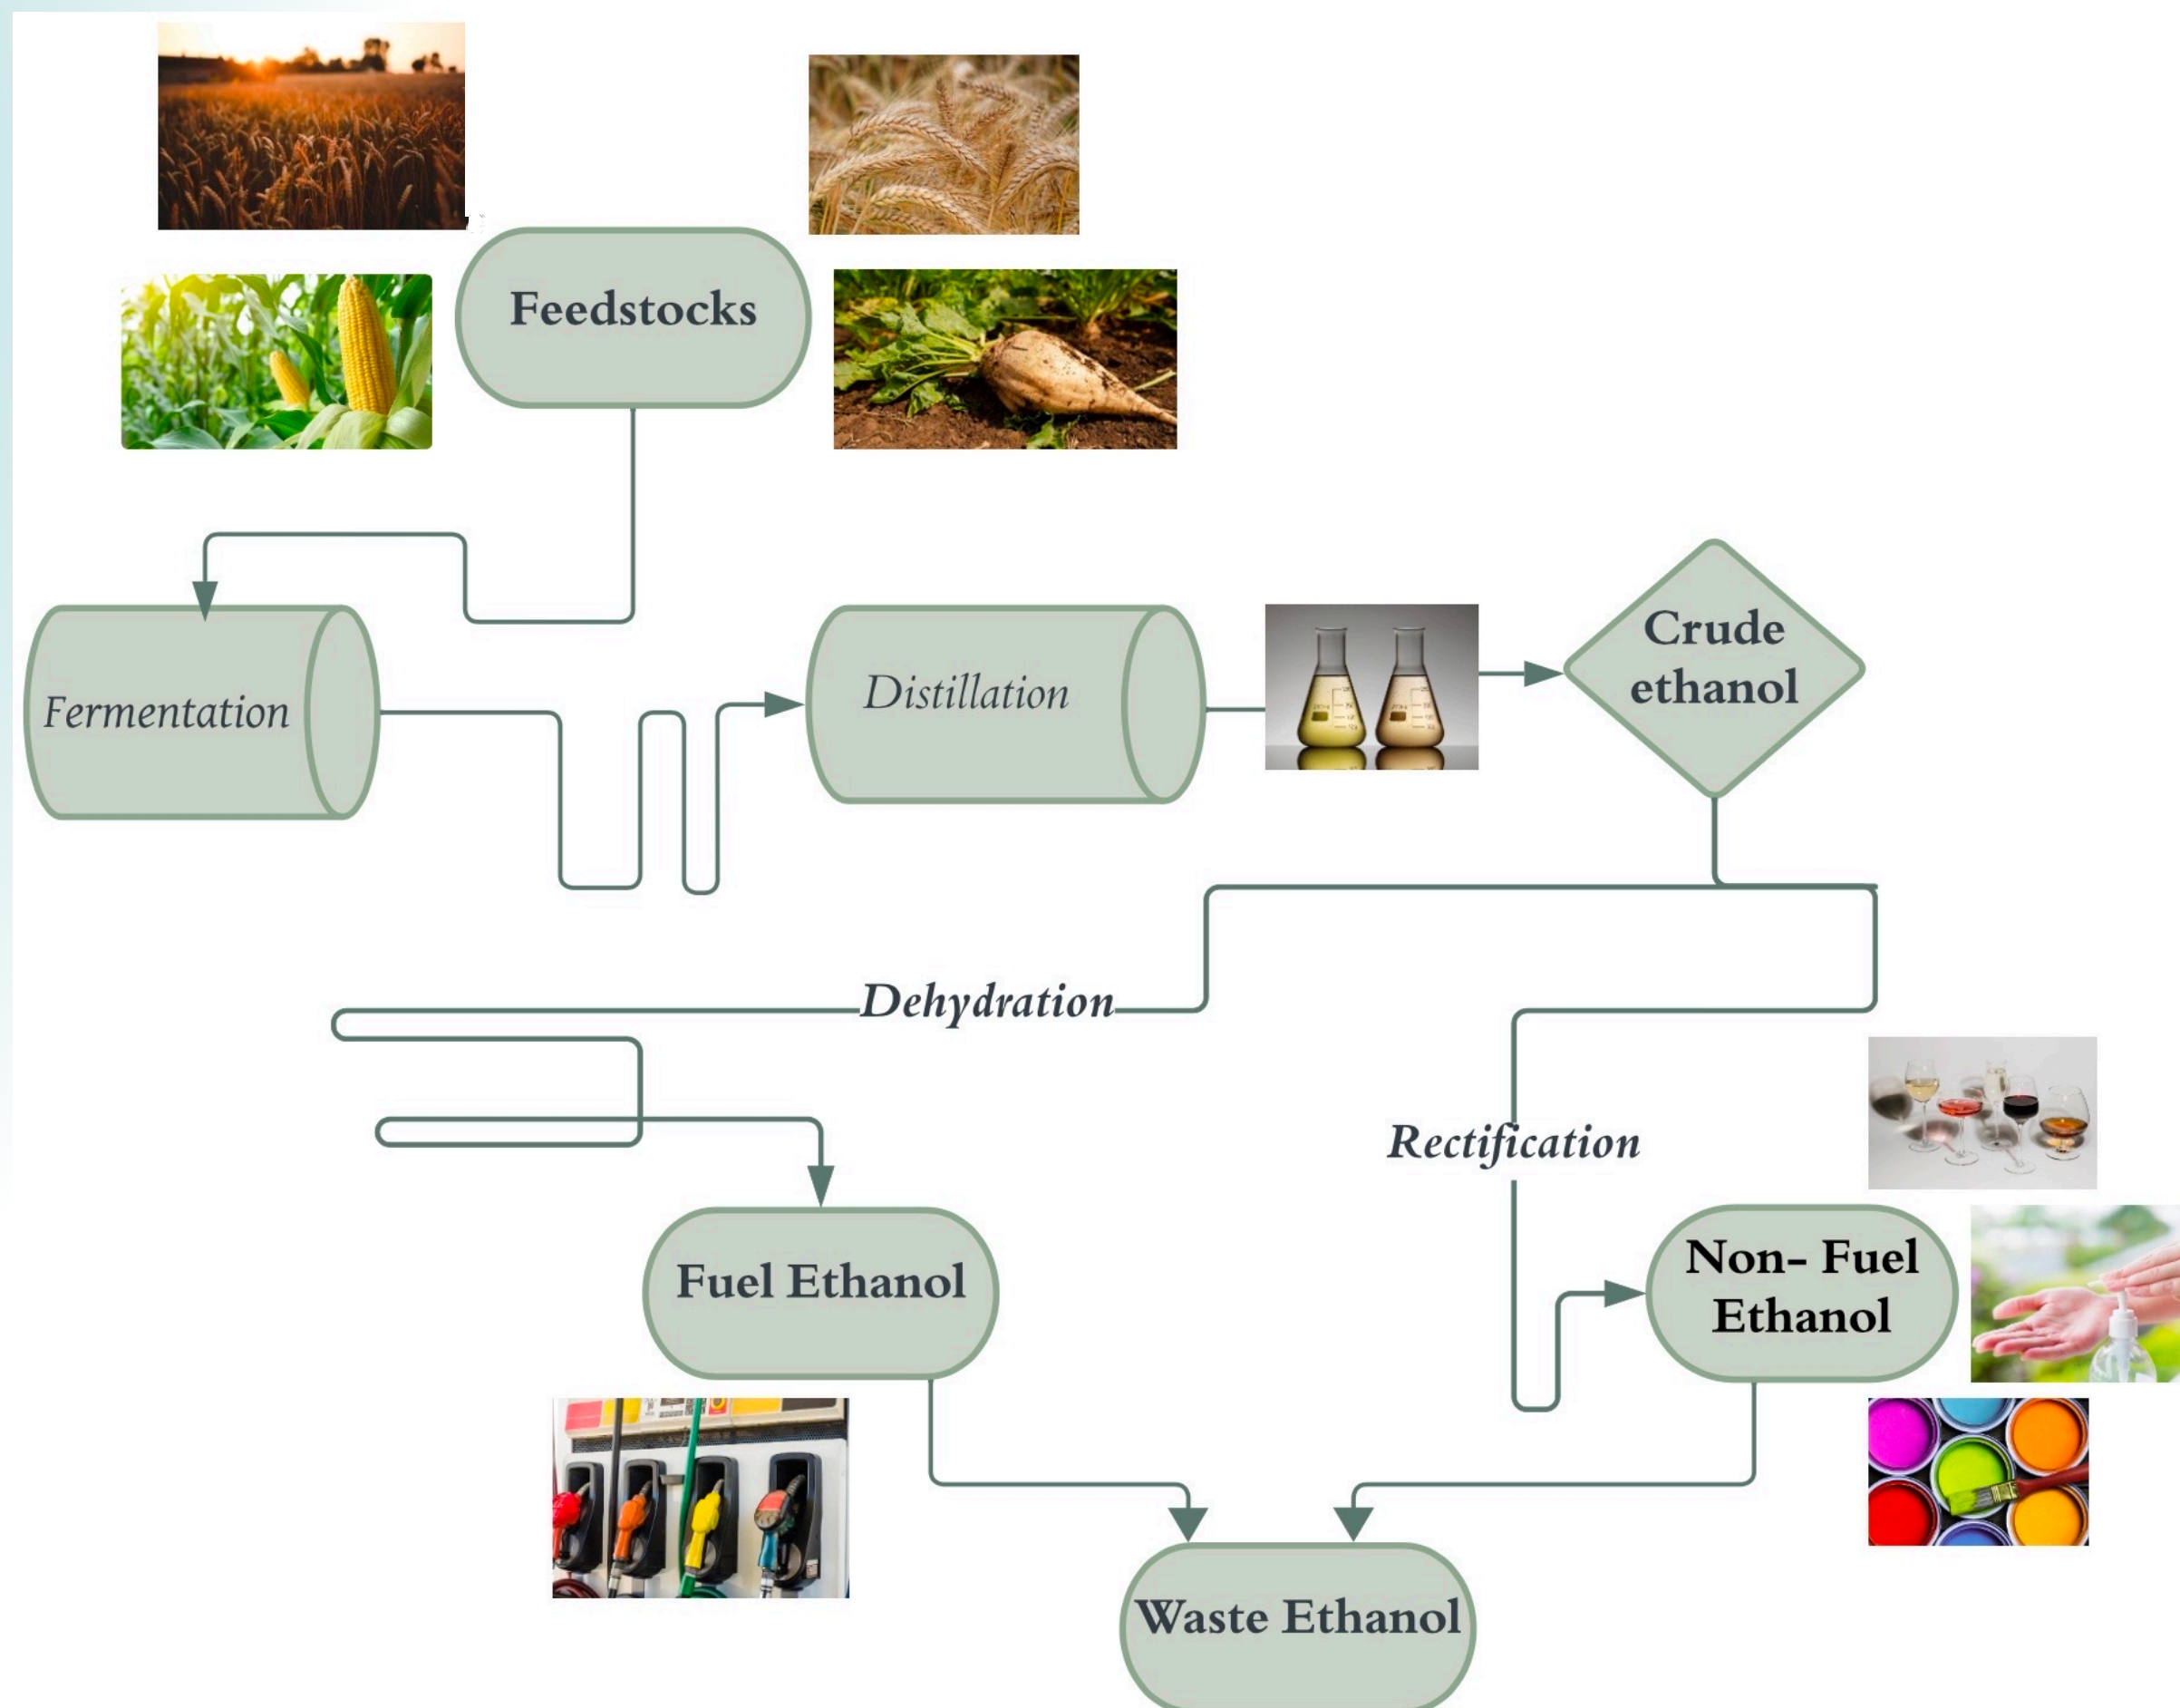 Feedstocks
Fermentation
Distillation
Crude
ethanol
Dehydration
Rectification
Fuel Ethanol
Non- Fuel
Ethanol
Waste Ethanol